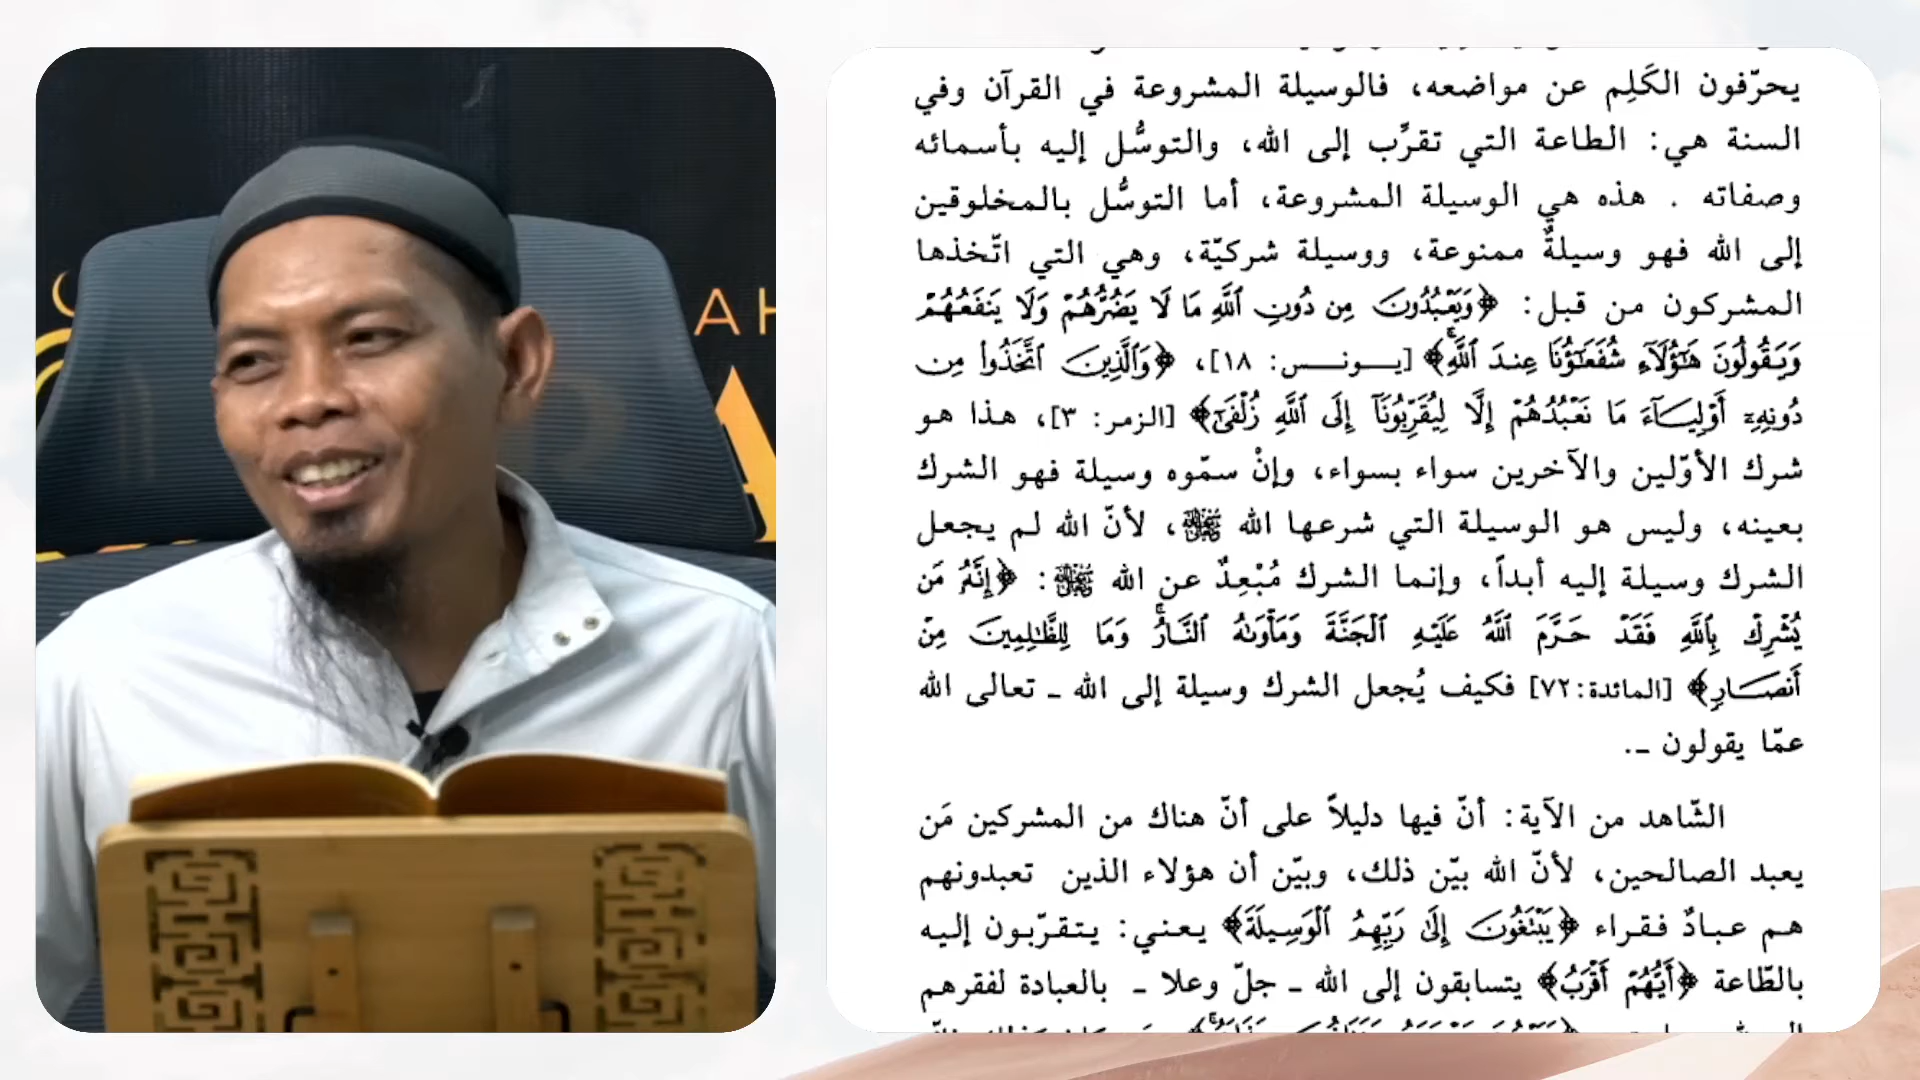 AH
A
يحرّفون الكَلِم عن مواضعه، فالوسيلة المشروعة في القرآن وفي
السنة هي: الطاعة التي تقرِّب إلى الله، والتوسُّل إليه بأسمائه
وصفاته . هذه هي الوسيلة المشروعة، أما التوسُّل بالمخلوقين
إلى الله فهو وسيلةٌ ممنوعة، ووسيلة شركيّة، وهي التي اتّخذها
المشركون من قبل: ﴿وَيَعْبُدُونَ مِن دُونِ ٱللَّهِ مَا لَا يَضُرُّهُمْ وَلَا يَنفَعُهُمْ
وَيَقُولُونَ هَٰٓؤُلَآءِ شُفَعَٰٓؤُنَا عِندَ ٱللَّهِ﴾ [يـونـس: ١٨]، ﴿وَٱلَّذِينَ ٱتَّخَذُوا۟ مِن
دُونِهِۦٓ أَوْلِيَآءَ مَا نَعْبُدُهُمْ إِلَّا لِيُقَرِّبُونَآ إِلَى ٱللَّهِ زُلْفَىٰٓ﴾ [الزمر: ٣]، هذا هو
شرك الأوّلين والآخرين سواء بسواء، وإنْ سمّوه وسيلة فهو الشرك
بعينه، وليس هو الوسيلة التي شرعها الله ، لأنّ الله لم يجعل
الشرك وسيلة إليه أبداً، وإنما الشرك مُبْعِدٌ عن الله : ﴿إِنَّهُۥ مَن
يُشْرِكْ بِٱللَّهِ فَقَدْ حَرَّمَ ٱللَّهُ عَلَيْهِ ٱلْجَنَّةَ وَمَأْوَىٰهُ ٱلنَّارُ ۖ وَمَا لِلظَّٰلِمِينَ مِنْ
أَنصَارٍ﴾ [المائدة: ٧٢] فكيف يُجعل الشرك وسيلة إلى الله ـ تعالى الله
عمّا يقولون ـ.
الشّاهد من الآية: أنّ فيها دليلاً على أنّ هناك من المشركين مَن
يعبد الصالحين، لأنّ الله بيّن ذلك، وبيّن أن هؤلاء الذين تعبدونهم
هم عبادٌ فقراء ﴿يَبْتَغُونَ إِلَىٰ رَبِّهِمُ ٱلْوَسِيلَةَ﴾ يعني: يتقرّبون إليه
بالطّاعة ﴿أَيُّهُمْ أَقْرَبُ﴾ يتسابقون إلى الله ـ جلّ وعلا ـ بالعبادة لفقرهم